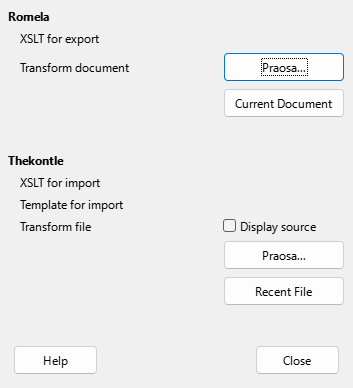 Romela
XSLT for export
Transform document
Praosa...
Current Document
Thekontle
XSLT for import
Template for import
Transform file
Display source
Praosa...
Recent File
Help
Close